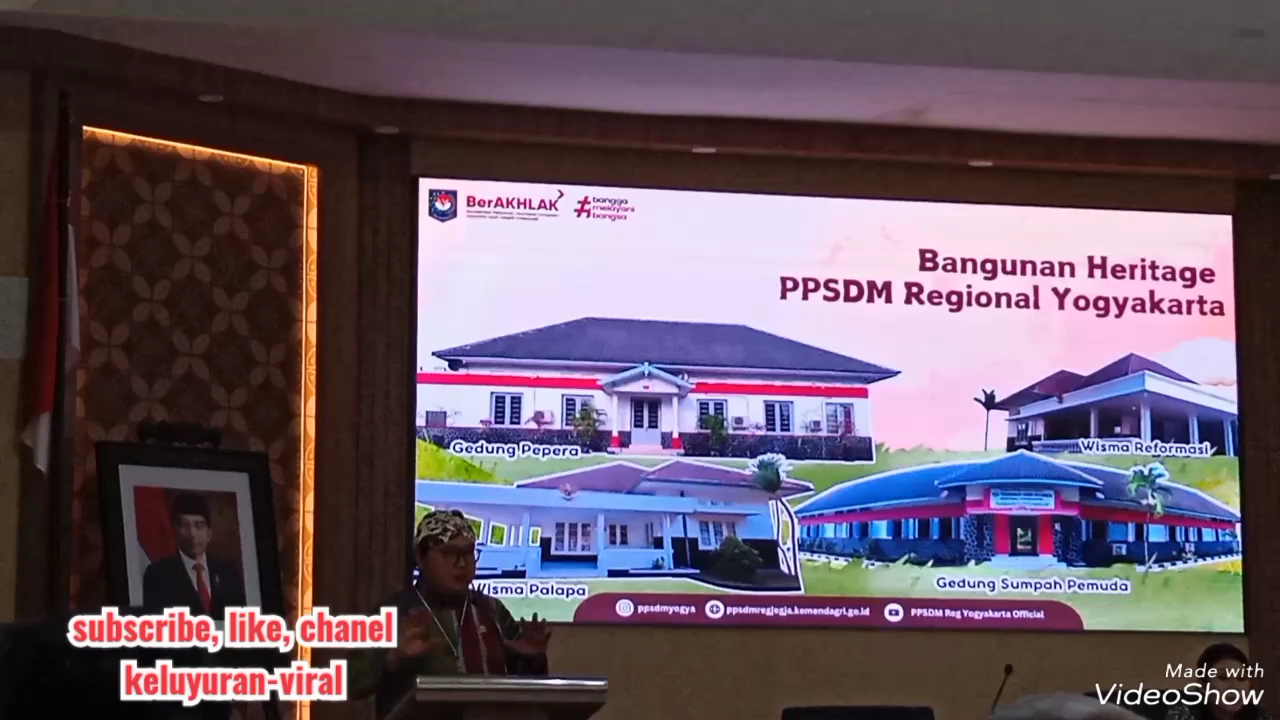 BerAKHLAK
# bangga
melayani
bangsa
Bangunan Heritage
PPSDM Regional Yogyakarta
Gedung Pepera
Wisma Reformasi
Wisma Palapa
Gedung Sumpah Pemuda
ppsdmyogya
ppsdmregjogja.kemendagri.go.id
PPSDM Reg Yogyakarta Official
subscribe, like, chanel
keluyuran-viral
Made with
VideoShow